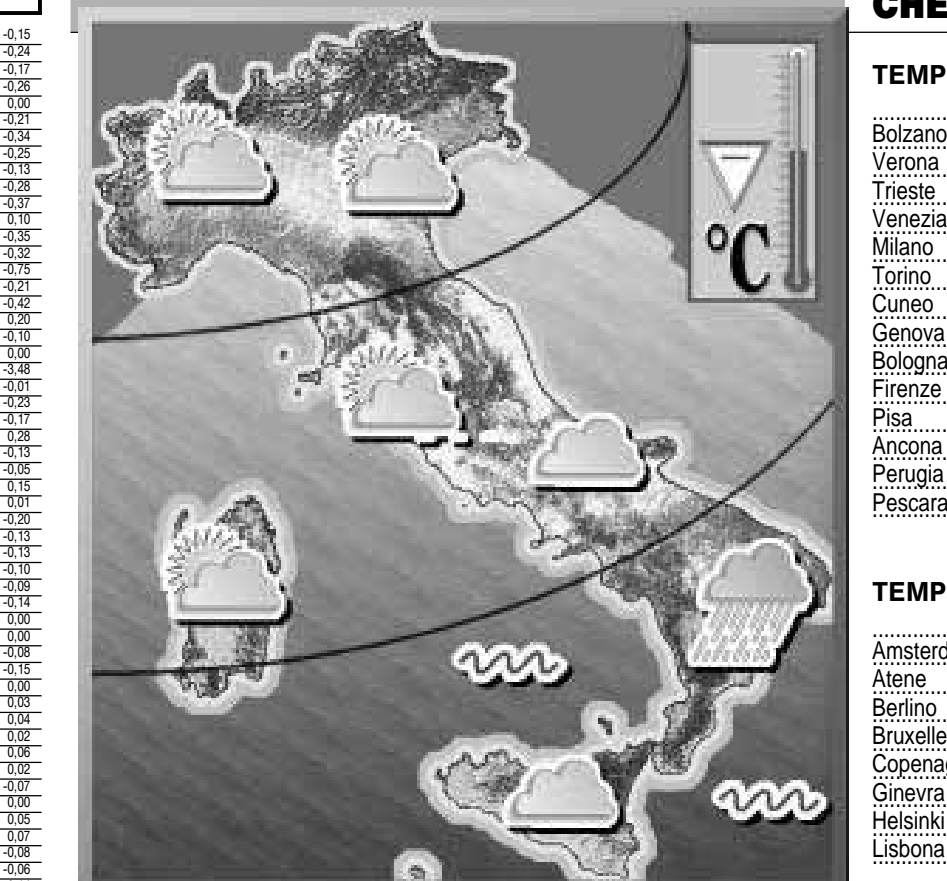 -0,15
-0,24
-0,17
-0,26
0,00
-0,21
-0,34
-0,25
-0,13
-0,28
-0,37
0,10
-0,35
-0,32
-0,75
-0,21
-0,42
0,20
-0,10
0,00
-3,48
-0,01
-0,23
-0,17
0,28
-0,13
-0,05
0,15
0,01
-0,20
-0,13
-0,13
-0,10
-0,09
-0,14
0,00
0,00
-0,08
-0,15
0,00
0,03
0,04
0,02
0,06
0,02
-0,07
0,00
0,05
0,07
-0,08
-0,06
°C
CHE
TEMP
Bolzano
Verona
Trieste
Venezia
Milano
Torino
Cuneo
Genova
Bologna
Firenze
Pisa
Ancona
Perugia
Pescara
TEMP
Amsterd
Atene
Berlino
Bruxelle
Copenag
Ginevra
Helsinki
Lisbona